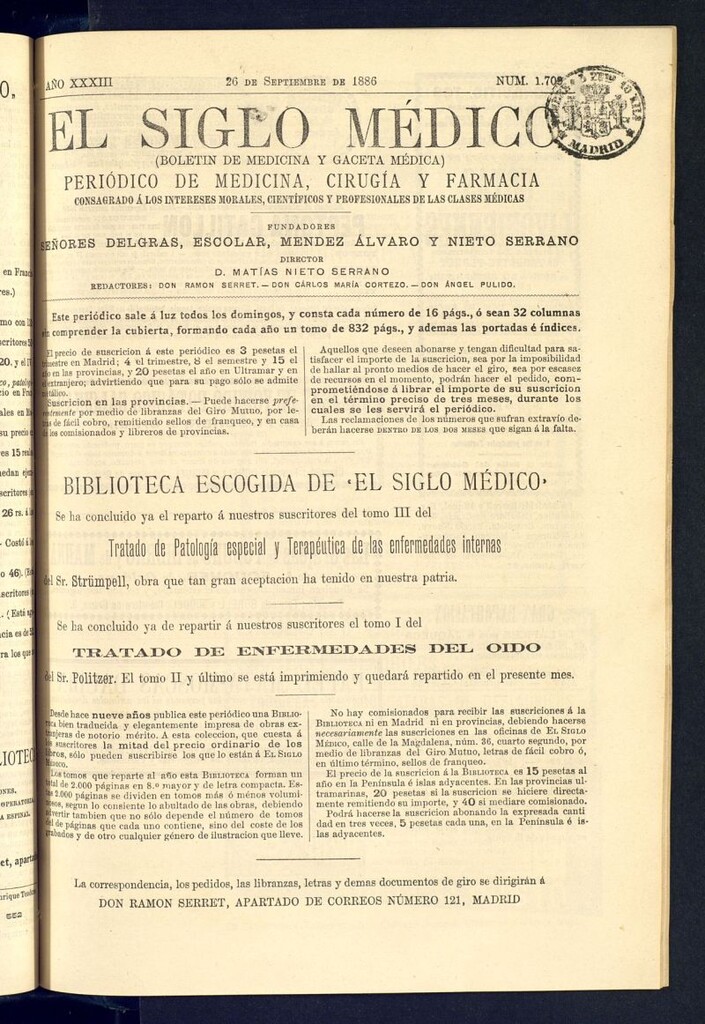 AÑO XXXIII
26 DE SEPTIEMBRE DE 1886
NUM. 1.70
EL SIGLO MÉDICO
(BOLETIN DE MEDICINA Y GACETA MÉDICA)
PERIÓDICO DE MEDICINA, CIRUGÍA Y FARMACIA
CONSAGRADO Á LOS INTERESES MORALES, CIENTÍFICOS Y PROFESIONALES DE LAS CLASES MÉDICAS
MADRID
FUNDADORES
SEÑORES DELGRAS, ESCOLAR, MENDEZ ÁLVARO Y NIETO SERRANO
DIRECTOR
D. MATÍAS NIETO SERRANO
REDACTORES: DON RAMON SERRET. — DON CÁRLOS MARÍA CORTEZO. — DON ÁNGEL PULIDO.
Este periódico sale á luz todos los domingos, y consta cada número de 16 págs., ó sean 32 columnas
comprender la cubierta, formando cada año un tomo de 832 págs., y ademas las portadas é índices.
El precio de suscricion á este periódico es 3 pesetas el
mestre en Madrid; 4 el trimestre, 8 el semestre y 15 el
en las provincias, y 20 pesetas el año en Ultramar y en
extranjero; advirtiendo que para su pago sólo se admite
metálico.
Suscricion en las provincias. — Puede hacerse prefe-
rentemente por medio de libranzas del Giro Mutuo, por le-
tras de fácil cobro, remitiendo sellos de franqueo, y en casa
de los comisionados y libreros de provincias.
Aquellos que deseen abonarse y tengan dificultad para sa-
tisfacer el importe de la suscricion, sea por la imposibilidad
de hallar al pronto medios de hacer el giro, sea por escasez
de recursos en el momento, podrán hacer el pedido, com-
prometiéndose á librar el importe de su suscricion
en el término preciso de tres meses, durante los
cuales se les servirá el periódico.
Las reclamaciones de los números que sufran extravío de-
berán hacerse DENTRO DE LOS DOS MESES que sigan á la falta.
BIBLIOTECA ESCOGIDA DE «EL SIGLO MÉDICO»
Se ha concluido ya el reparto á nuestros suscritores del tomo III del
Tratado de Patología especial y Terapéutica de las enfermedades internas
del Sr. Strümpell, obra que tan gran aceptacion ha tenido en nuestra patria.
Se ha concluido ya de repartir á nuestros suscritores el tomo I del
TRATADO DE ENFERMEDADES DEL OIDO
del Sr. Politzer. El tomo II y último se está imprimiendo y quedará repartido en el presente mes.
Desde hace nueve años publica este periódico una BIBLIO-
TECA bien traducida y elegantemente impresa de obras ex-
tranjeras de notorio mérito. A esta coleccion, que cuesta á
los suscritores la mitad del precio ordinario de los
libros, sólo pueden suscribirse los que lo están á EL SIGLO
MÉDICO.
Los tomos que reparte al año esta BIBLIOTECA forman un
total de 2.000 páginas en 8.º mayor y de letra compacta. Es-
tas 2.000 páginas se dividen en tomos más ó ménos volumi-
nosos, segun lo consiente lo abultado de las obras, debiendo
advertir tambien que no sólo depende el número de tomos
del de páginas que cada uno contiene, sino del coste de los
grabados y de otro cualquier género de ilustracion que lleve.
No hay comisionados para recibir las suscriciones á la
BIBLIOTECA ni en Madrid ni en provincias, debiendo hacerse
necesariamente las suscriciones en las oficinas de EL SIGLO
MÉDICO, calle de la Magdalena, núm. 36, cuarto segundo, por
medio de libranzas del Giro Mutuo, letras de fácil cobro ó,
en último término, sellos de franqueo.
El precio de la suscricion á la BIBLIOTECA es 15 pesetas al
año en la Península é islas adyacentes. En las provincias ul-
tramarinas, 20 pesetas si la suscricion se hiciere directa-
mente remitiendo su importe, y 40 si mediare comisionado.
Podrá hacerse la suscricion abonando la expresada canti-
dad en tres veces, 5 pesetas cada una, en la Península é is-
las adyacentes.
La correspondencia, los pedidos, las libranzas, letras y demas documentos de giro se dirigirán á
DON RAMON SERRET, APARTADO DE CORREOS NÚMERO 121, MADRID